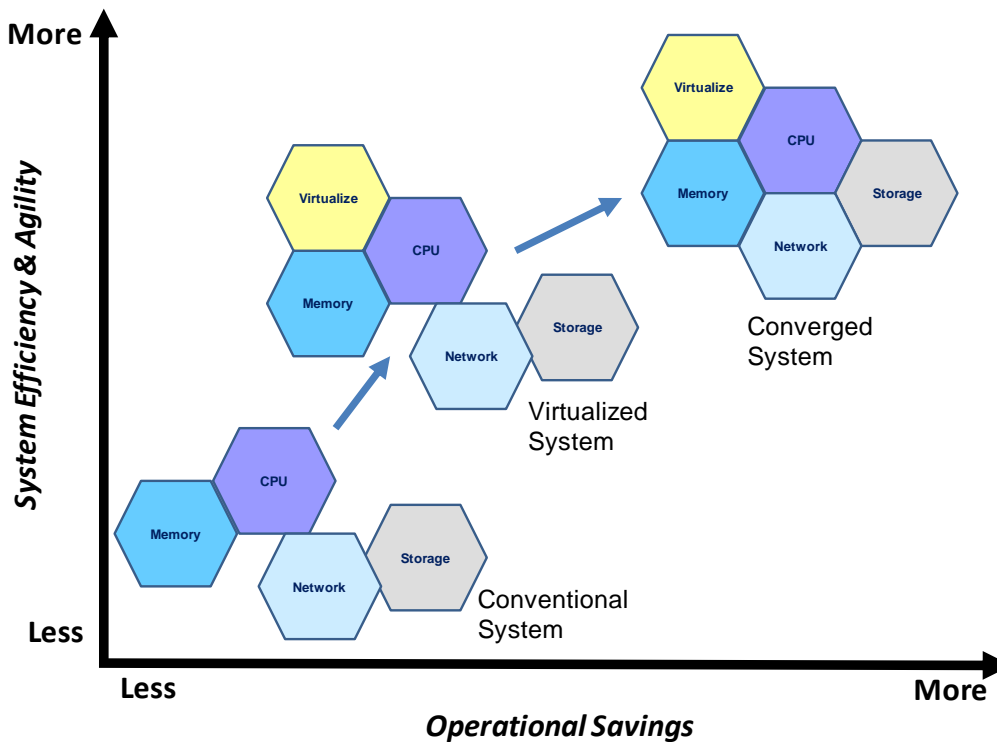 More
System Efficiency & Agility
Less
Less
More
Operational Savings
Virtualize
CPU
Memory
Storage
Network
Converged
System
Virtualize
CPU
Memory
Storage
Network
Virtualized
System
CPU
Memory
Storage
Network
Conventional
System